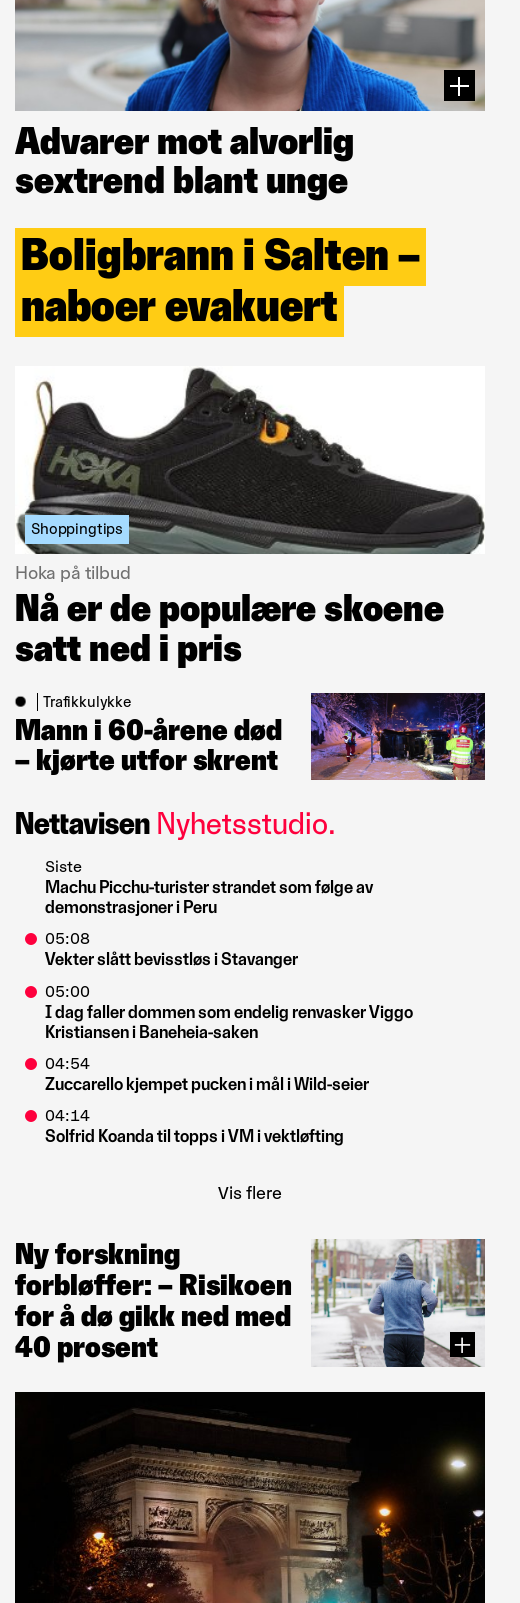 Advarer mot alvorlig
sextrend blant unge
Boligbrann i Salten –
naboer evakuert
HOKA
Shoppingtips
Hoka på tilbud
Nå er de populære skoene
satt ned i pris
Trafikkulykke
Mann i 60-årene død
– kjørte utfor skrent
Nettavisen Nyhetsstudio.
Siste
Machu Picchu-turister strandet som følge av
demonstrasjoner i Peru
05:08
Vekter slått bevisstløs i Stavanger
05:00
I dag faller dommen som endelig renvasker Viggo
Kristiansen i Baneheia-saken
04:54
Zuccarello kjempet pucken i mål i Wild-seier
04:14
Solfrid Koanda til topps i VM i vektløfting
Vis flere
Ny forskning
forbløffer: – Risikoen
for å dø gikk ned med
40 prosent